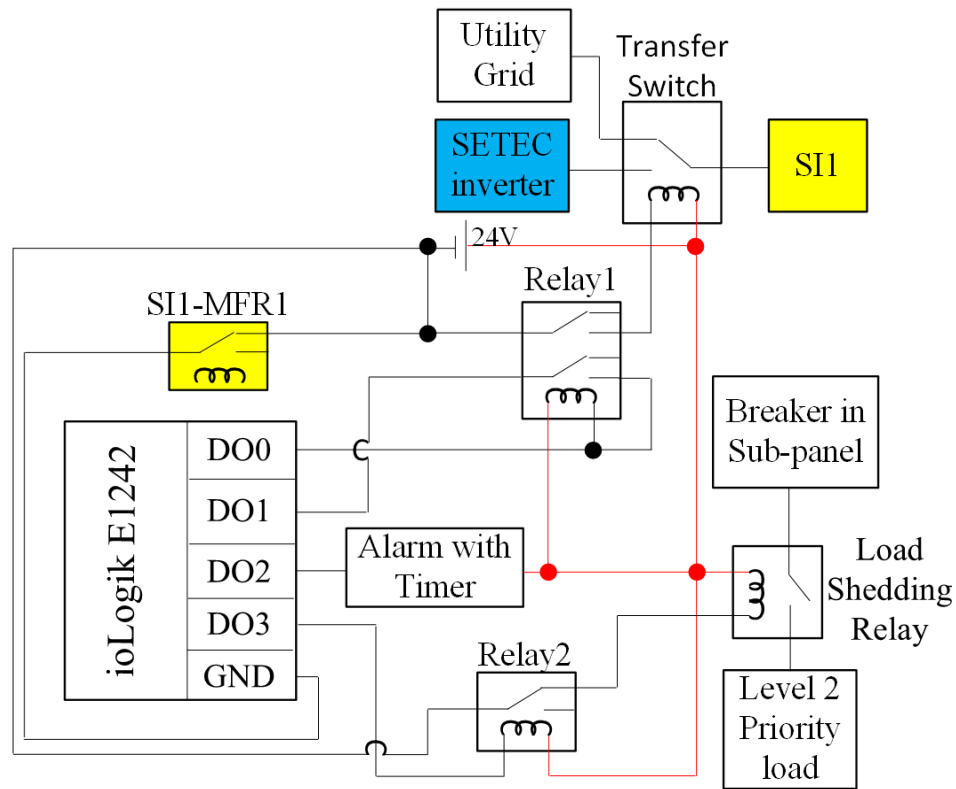 Utility
Grid
Transfer
Switch
SETEC
inverter
SI1
24V
Relay1
SI1-MFR1
Breaker in
Sub-panel
ioLogik E1242
DO0
DO1
DO2
DO3
GND
Alarm with
Timer
Load
Shedding
Relay
Relay2
Level 2
Priority
load